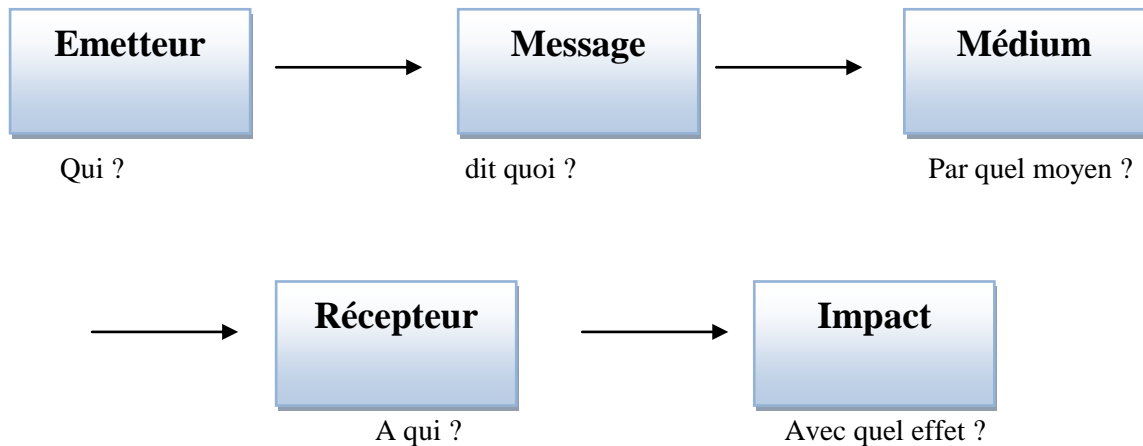 Emetteur
Message
Médium
Qui ?
dit quoi ?
Par quel moyen ?
Récepteur
Impact
A qui ?
Avec quel effet ?